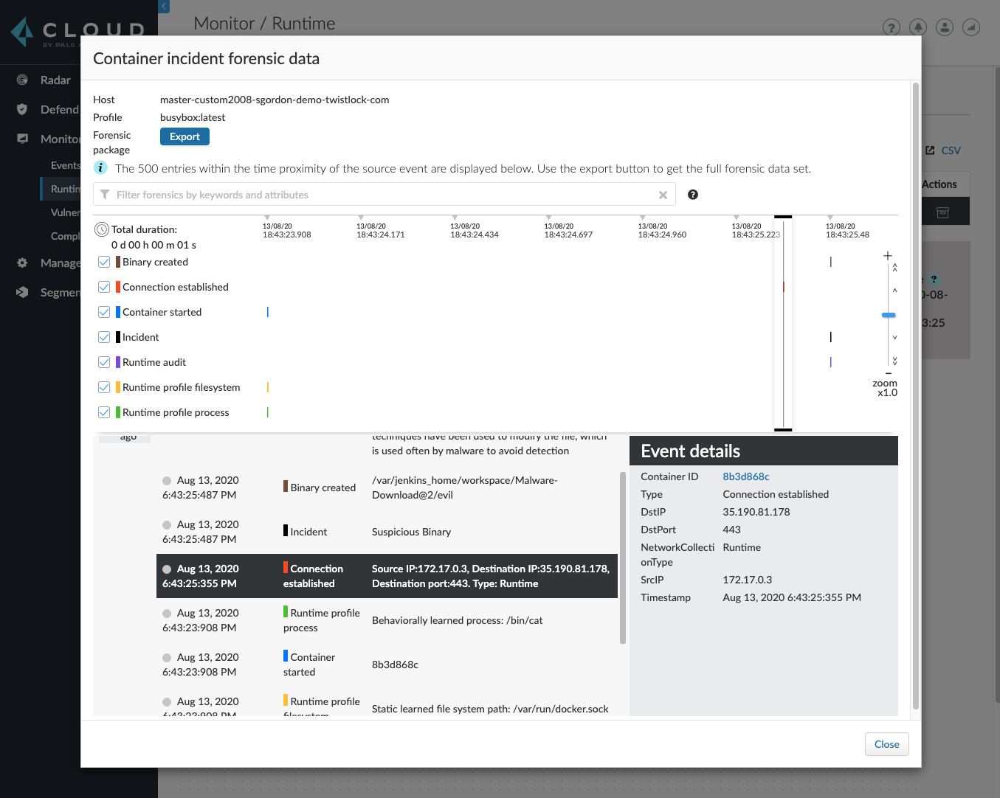 CLOUD
BY PALO A
Monitor / Runtime
Radar
Defend
Monitor
Events
Runtim
Vulner
Compl
Manage
Segmen
CSV
Actions
e ?
0-08-
3:25
Container incident forensic data
Host master-custom2008-sgordon-demo-twistlock-com
Profile busybox:latest
Forensic package Export
The 500 entries within the time proximity of the source event are displayed below. Use the export button to get the full forensic data set.
Filter forensics by keywords and attributes
Total duration:
0 d 00 h 00 m 01 s
13/08/20 13/08/20 13/08/20 13/08/20 13/08/20 13/08/20 13/08/20
18:43:23.908 18:43:24.171 18:43:24.434 18:43:24.697 18:43:24.960 18:43:25.223 18:43:25.48
Binary created
Connection established
Container started
Incident
Runtime audit
Runtime profile filesystem
Runtime profile process
zoom
x1.0
ago
techniques have been used to modify the file, which
is used often by malware to avoid detection
Aug 13, 2020
6:43:25:487 PM
Binary created
/var/jenkins_home/workspace/Malware-
Download@2/evil
Aug 13, 2020
6:43:25:487 PM
Incident
Suspicious Binary
Aug 13, 2020
6:43:25:355 PM
Connection
established
Source IP:172.17.0.3, Destination IP:35.190.81.178,
Destination port:443. Type: Runtime
Aug 13, 2020
6:43:23:908 PM
Runtime profile
process
Behaviorally learned process: /bin/cat
Aug 13, 2020
6:43:23:908 PM
Container
started
8b3d868c
Aug 13, 2020
6:43:23:908 PM
Runtime profile
filesystem
Static learned file system path: /var/run/docker.sock
Event details
Container ID 8b3d868c
Type Connection established
DstIP 35.190.81.178
DstPort 443
NetworkCollecti
onType
Runtime
SrcIP 172.17.0.3
Timestamp Aug 13, 2020 6:43:25:355 PM
Close